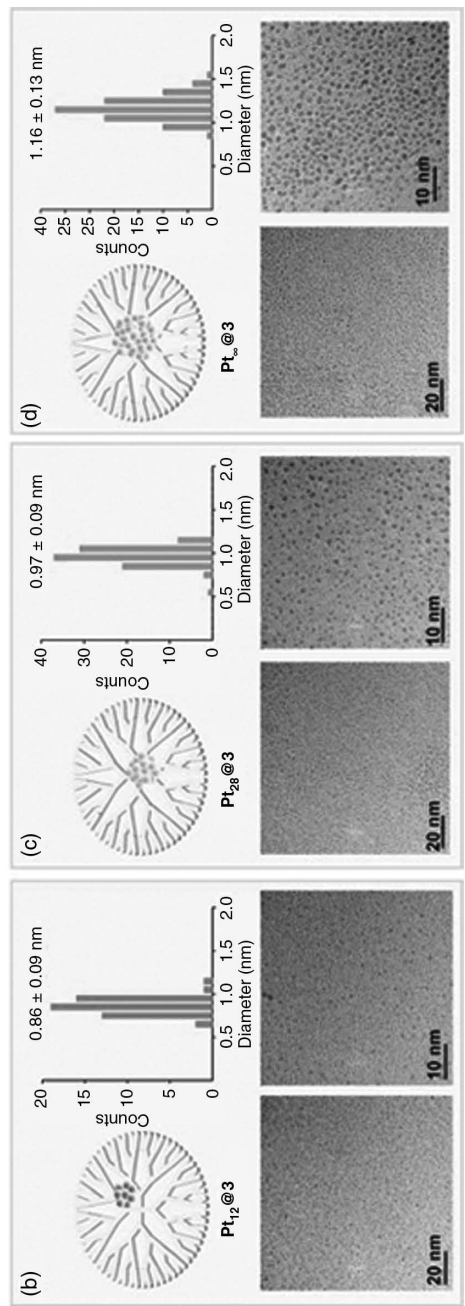 (b)
Pt12@3
0.86 ± 0.09 nm
Counts
20
15
10
5
0
0.5 1.0 1.5 2.0
Diameter (nm)
20 nm
10 nm
(c)
Pt28@3
0.97 ± 0.09 nm
Counts
40
30
20
10
0
0.5 1.0 1.5 2.0
Diameter (nm)
20 nm
10 nm
(d)
Pt∞@3
1.16 ± 0.13 nm
Counts
40
25
25
20
15
10
5
0
0.5 1.0 1.5 2.0
Diameter (nm)
20 nm
10 nm